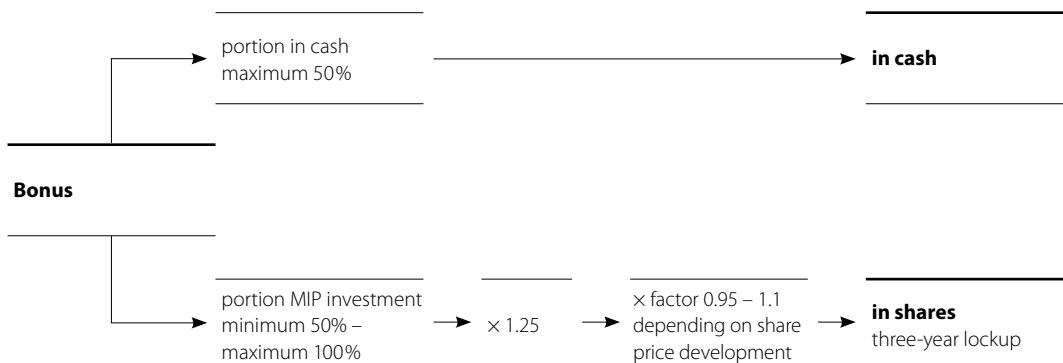 portion in cash
maximum 50%
in cash
Bonus
portion MIP investment
minimum 50% –
maximum 100%
× 1.25
× factor 0.95 – 1.1
depending on share
price development
in shares
three-year lockup